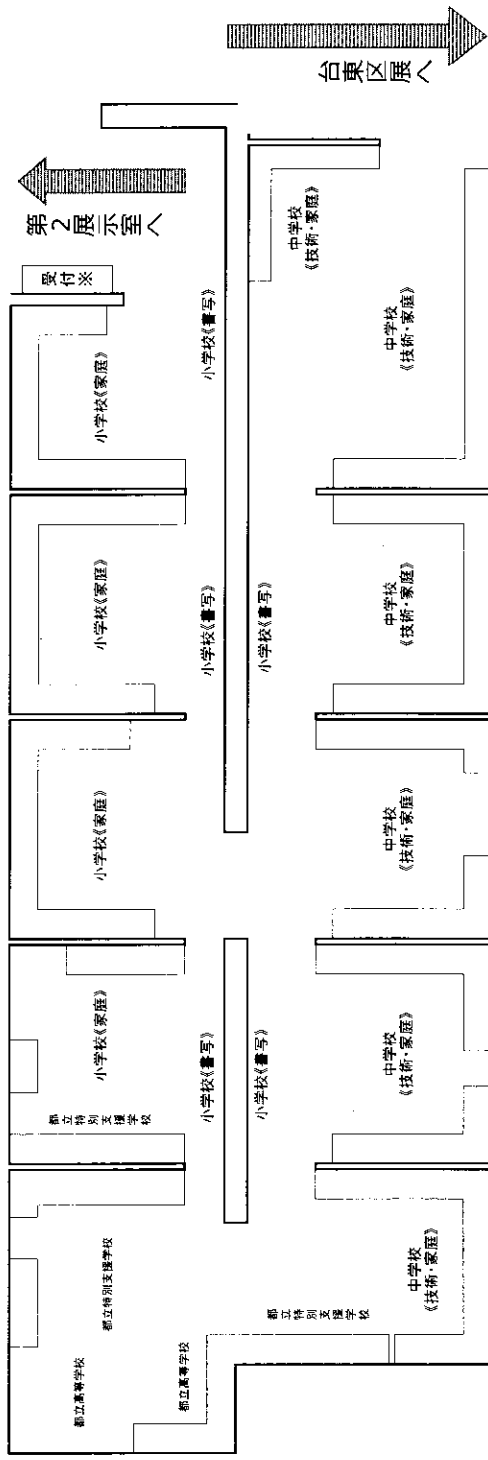 台東区展へ
第2展示室へ
受付※
小学校《家庭》
小学校《家庭》
小学校《家庭》
小学校《家庭》
都立特別支援学校
都立特別支援学校
都立高等学校
都立高等学校
小学校《書写》
小学校《書写》
小学校《書写》
小学校《書写》
小学校《書写》
都立特別支援学校
中学校
《技術・家庭》
中学校
《技術・家庭》
中学校
《技術・家庭》
中学校
《技術・家庭》
中学校
《技術・家庭》
中学校
《技術・家庭》